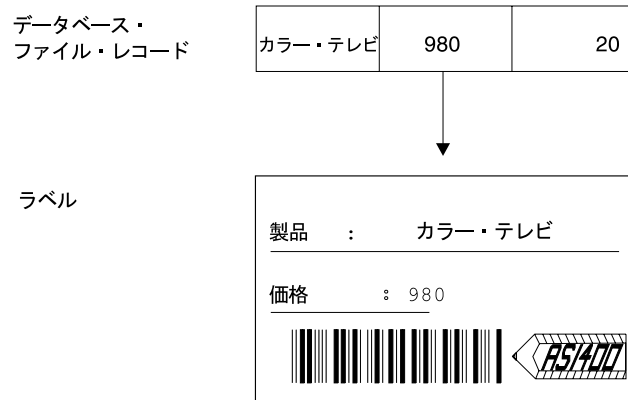 データベース・
ファイル・レコード
カラー・テレビ 980 20
ラベル
製品 : カラー・テレビ
価格 : 980
AS/400